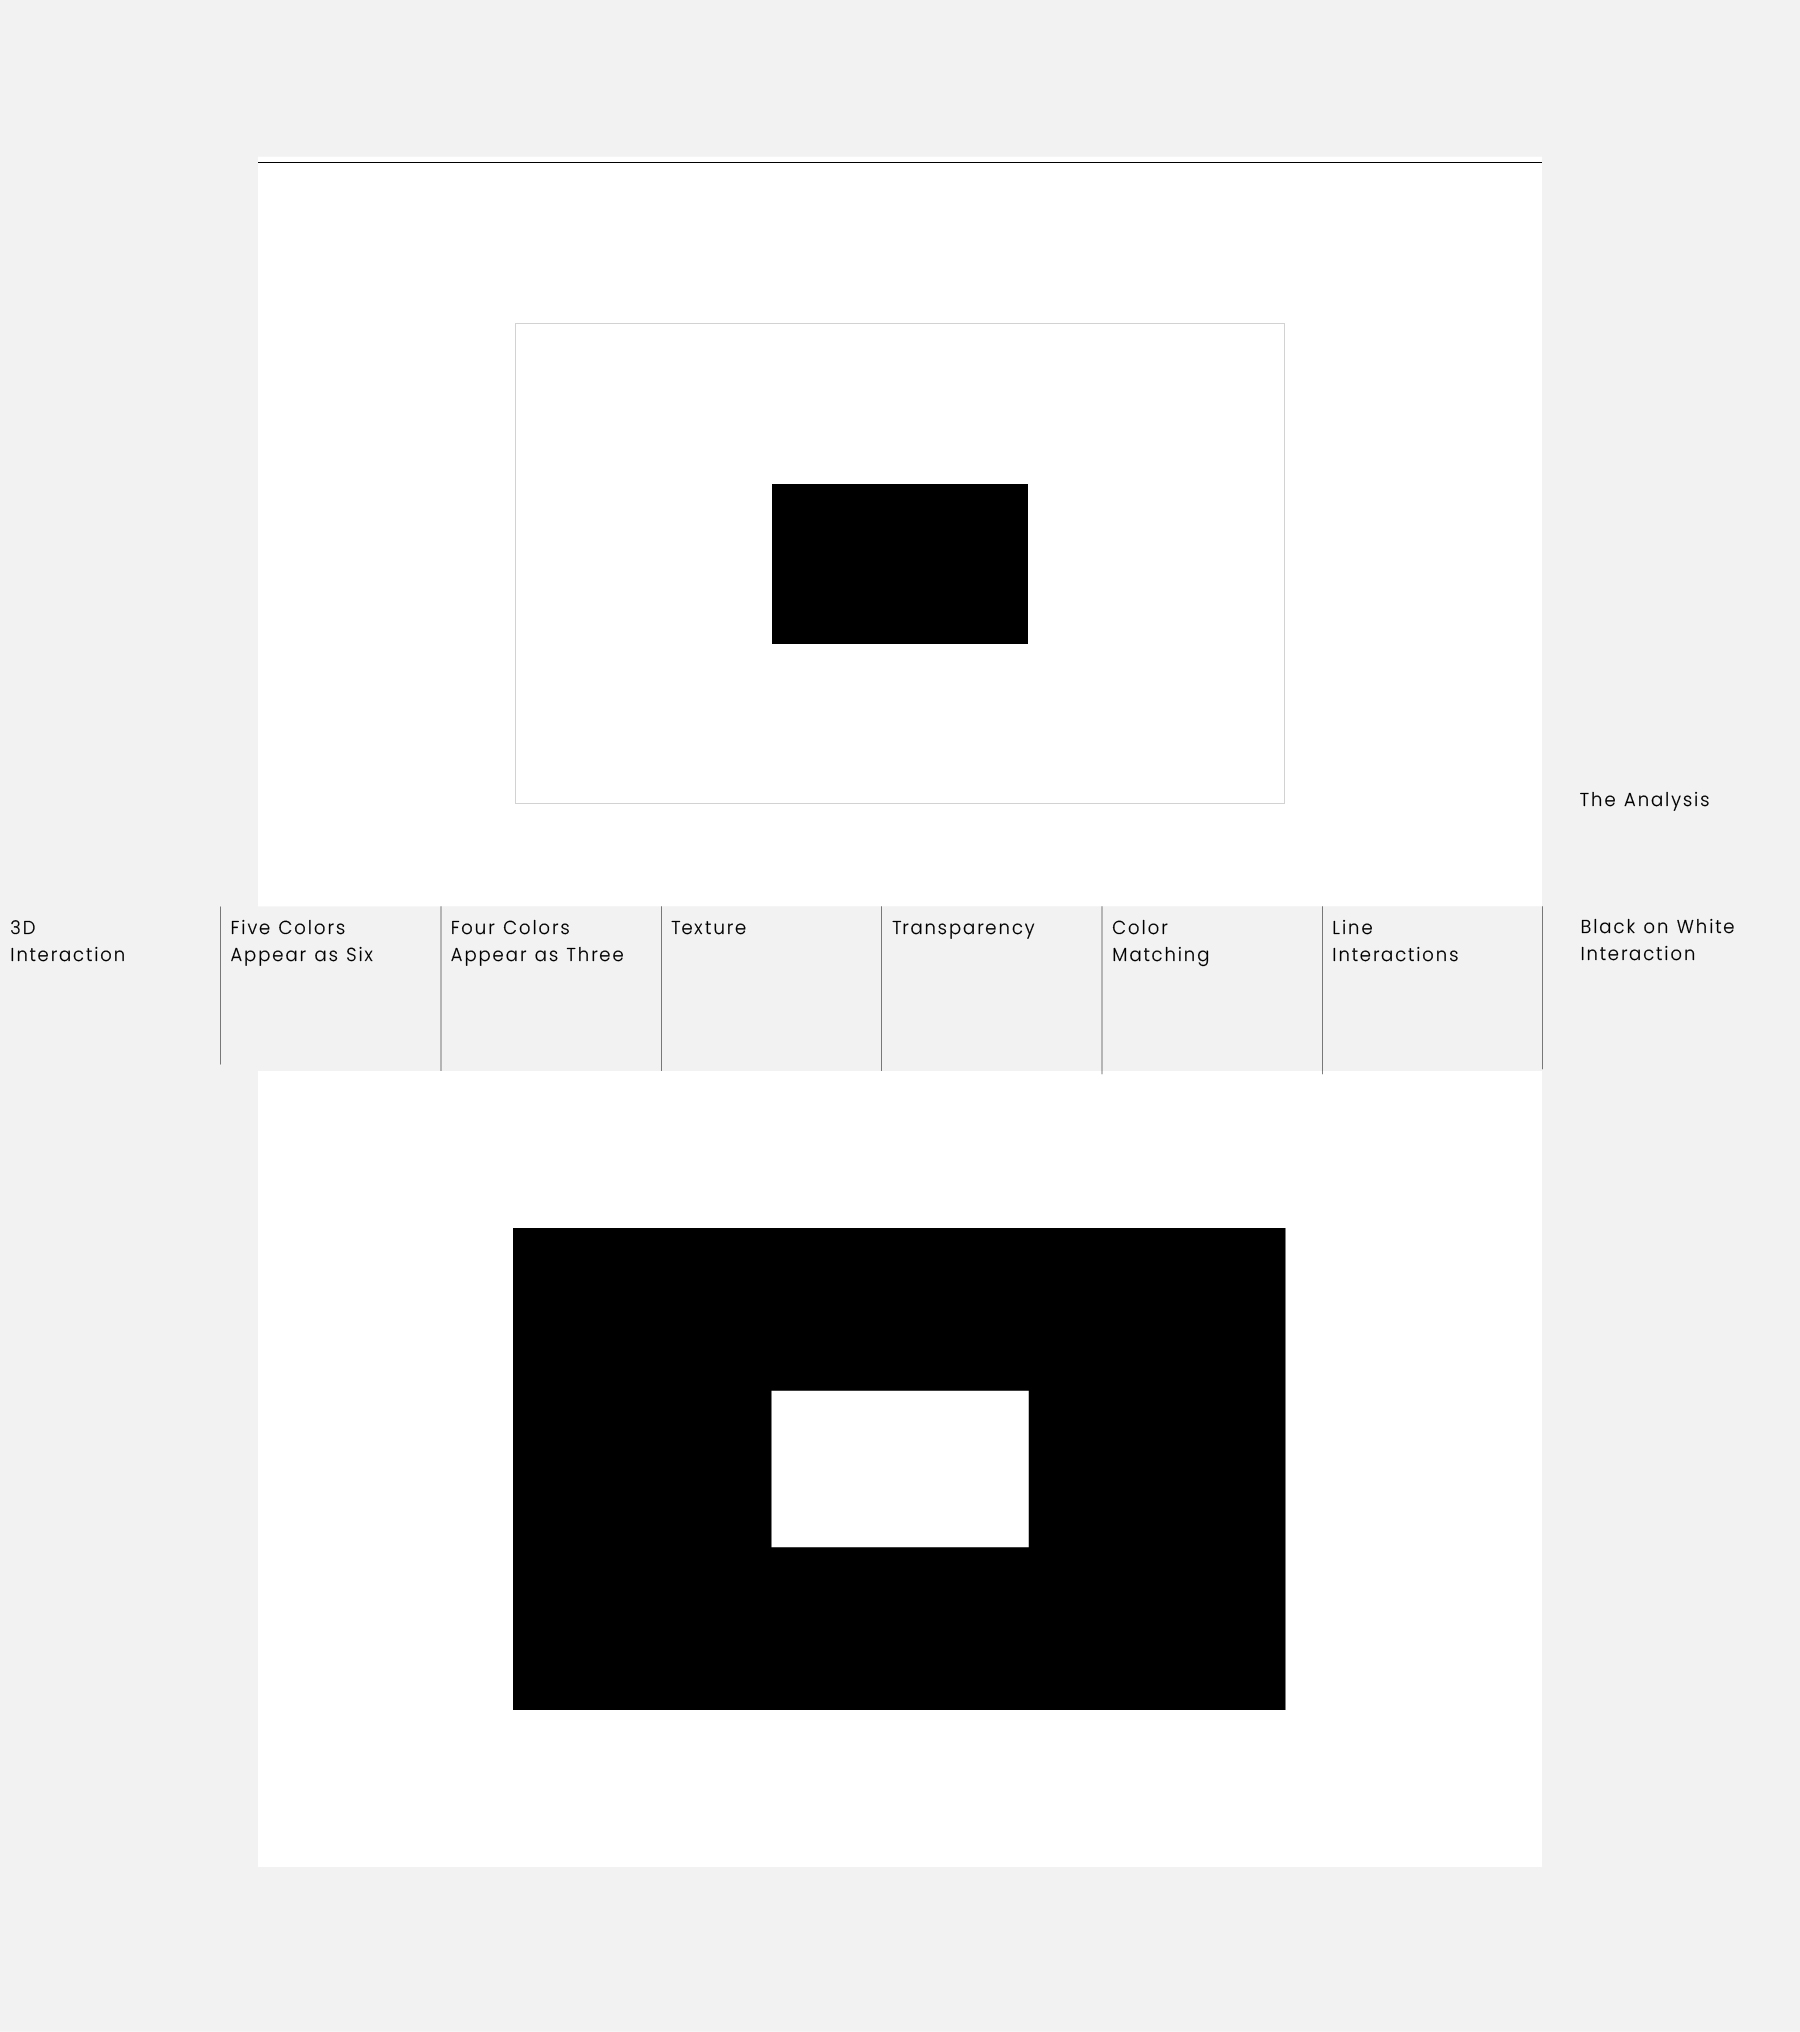 The Analysis
3D
Interaction
Five Colors
Appear as Six
Four Colors
Appear as Three
Texture
Transparency
Color
Matching
Line
Interactions
Black on White
Interaction